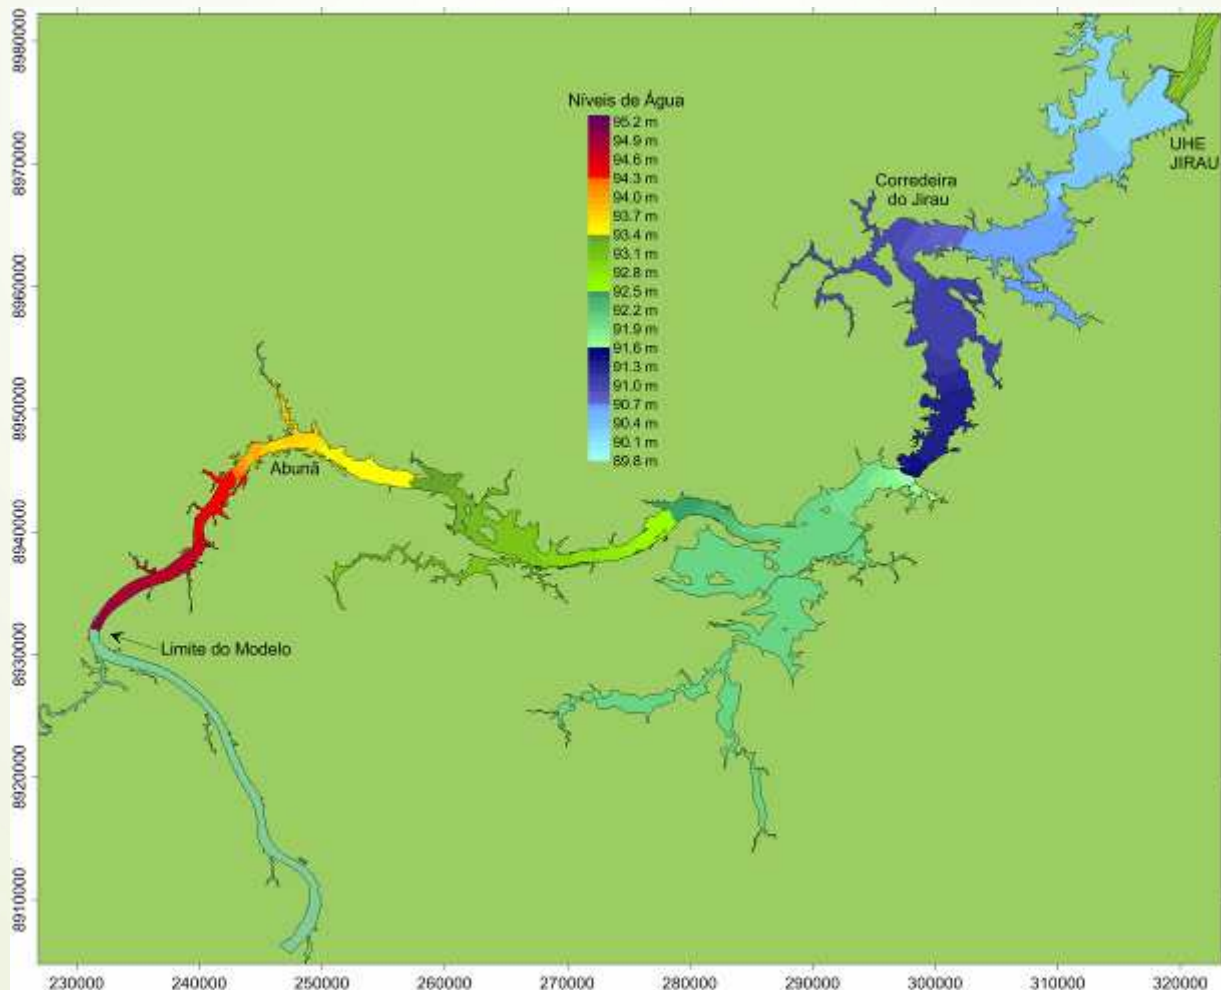 Níveis de Água
95.2 m
94.9 m
94.6 m
94.3 m
94.0 m
93.7 m
93.4 m
93.1 m
92.8 m
92.5 m
92.2 m
91.9 m
91.6 m
91.3 m
91.0 m
90.7 m
90.4 m
90.1 m
89.8 m
UHE
JIRAU
Corredeira
do Jirau
Abunã
Limite do Modelo
8980000
8970000
8960000
8950000
8940000
8930000
8920000
8910000
230000
240000
250000
260000
270000
280000
290000
300000
310000
320000